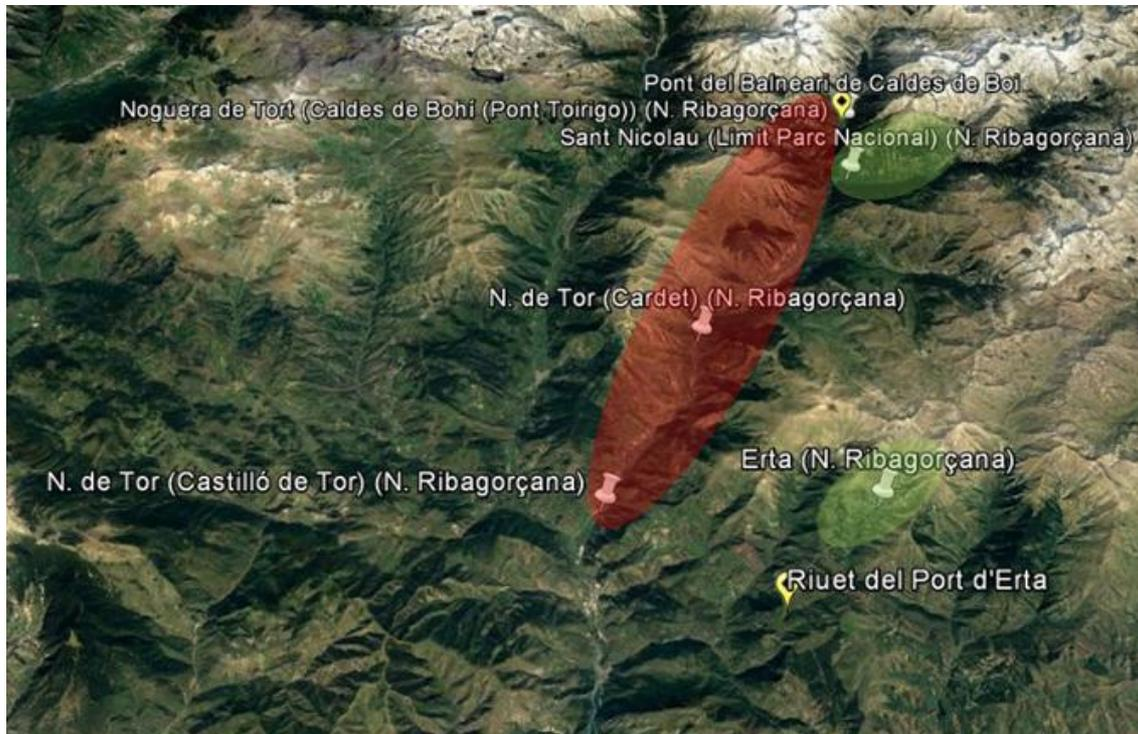 Pont del Balneari de Caldes de Boi
Noguera de Tort (Caldes de Bohí (Pont Toirigo)) (N. Ribagorçana)
Sant Nicolau (Limit Parc Nacional) (N. Ribagorçana)
N. de Tor (Cardet) (N. Ribagorçana)
Erta (N. Ribagorçana)
N. de Tor (Castilló de Tor) (N. Ribagorçana)
Riuet del Port d'Erta